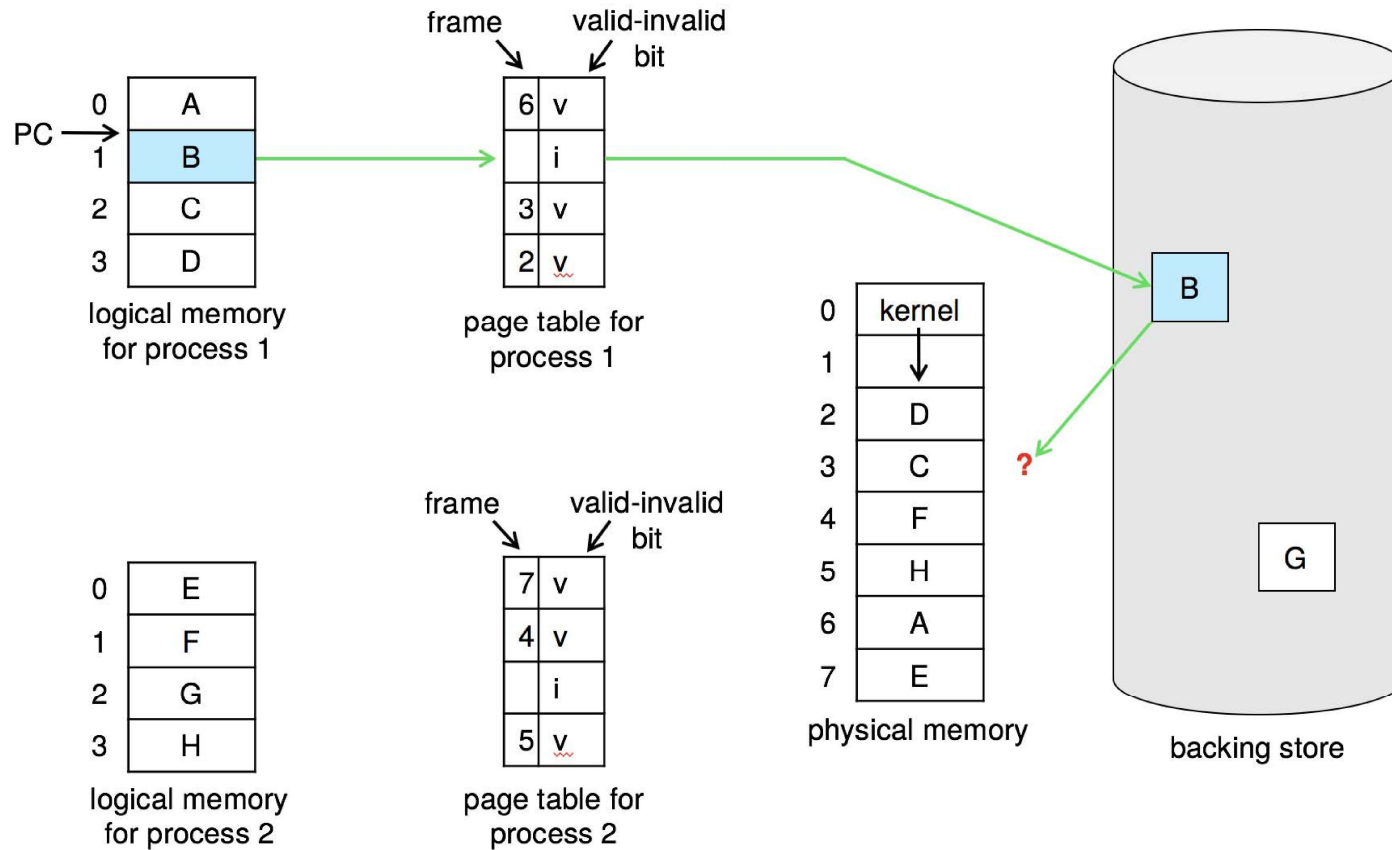 frame valid-invalid
bit
0 A 6 v
PC
1 B i
2 C 3 v
3 D 2 v
logical memory
for process 1
page table for
process 1
B
0 kernel
1
2 D
3 C ?
4 F
5 H
6 A
7 E
physical memory
G
backing store
frame valid-invalid
bit
0 E 7 v
1 F 4 v
2 G i
3 H 5 v
logical memory
for process 2
page table for
process 2